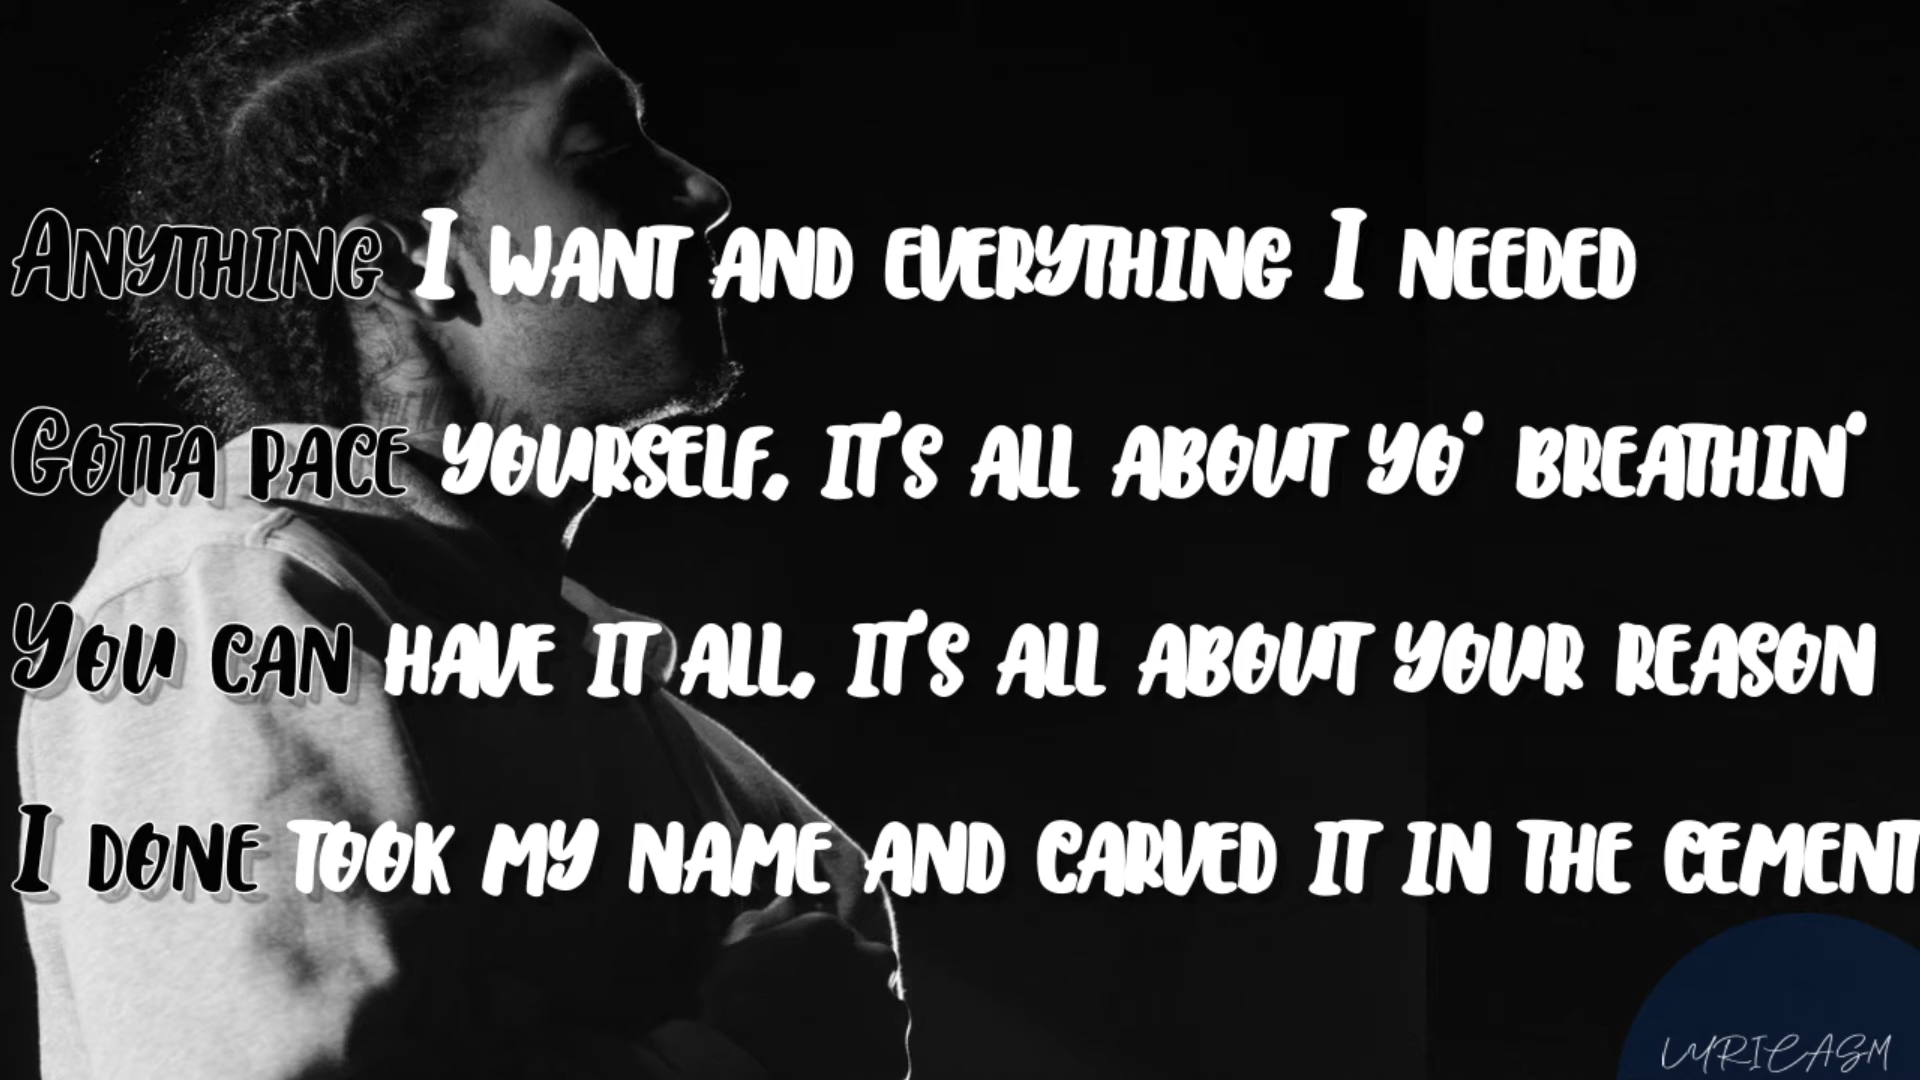 Anything I want and everything I needed
Gotta pace yourself, it's all about yo' breathin'
You can have it all, it's all about your reason
I done took my name and carved it in the cement
LYRICASM